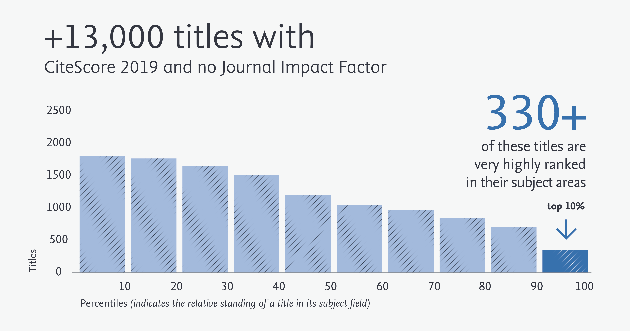 +13,000 titles with
CiteScore 2019 and no Journal Impact Factor
330+
of these titles are
very highly ranked
in their subject areas
top 10%
2500
2000
1500
1000
500
0
Titles
10 20 30 40 50 60 70 80 90 100
Percentiles (indicates the relative standing of a title in its subject field)